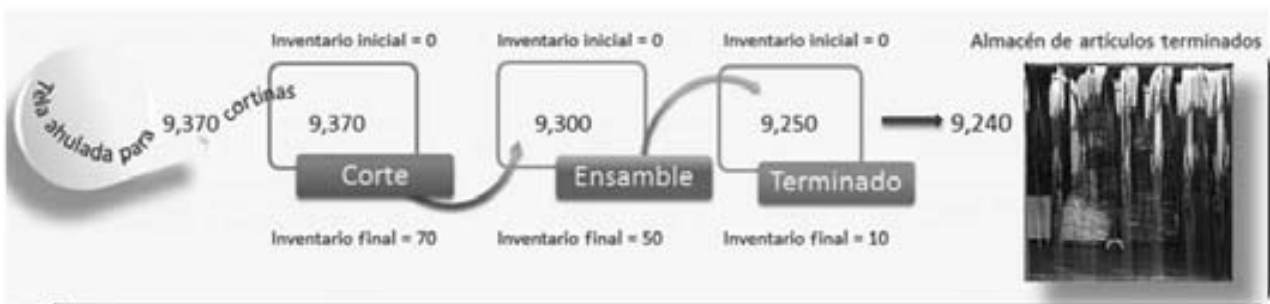 Inventario inicial = 0
Inventario inicial = 0
Inventario inicial = 0
Almacén de artículos terminados
Tela ahulada para cortinas
9,370
9,370
9,300
9,250
9,240
Corte
Ensamble
Terminado
Inventario final = 70
Inventario final = 50
Inventario final = 10